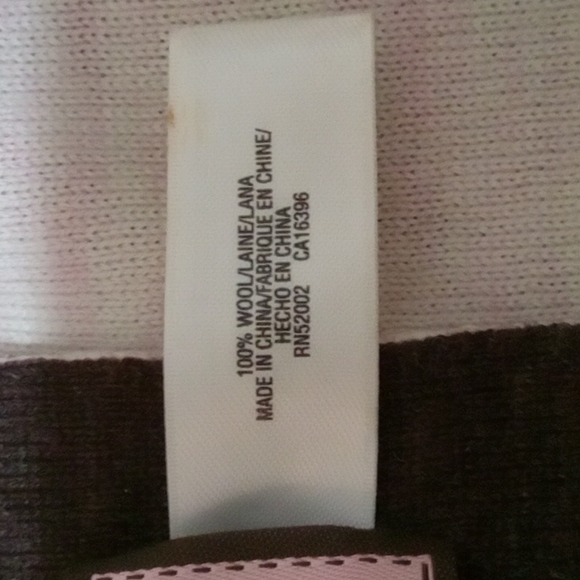 100% WOOL/LAINE/LANA
MADE IN CHINA/FABRIQUE EN CHINE/
HECHO EN CHINA
RN52002 CA16396